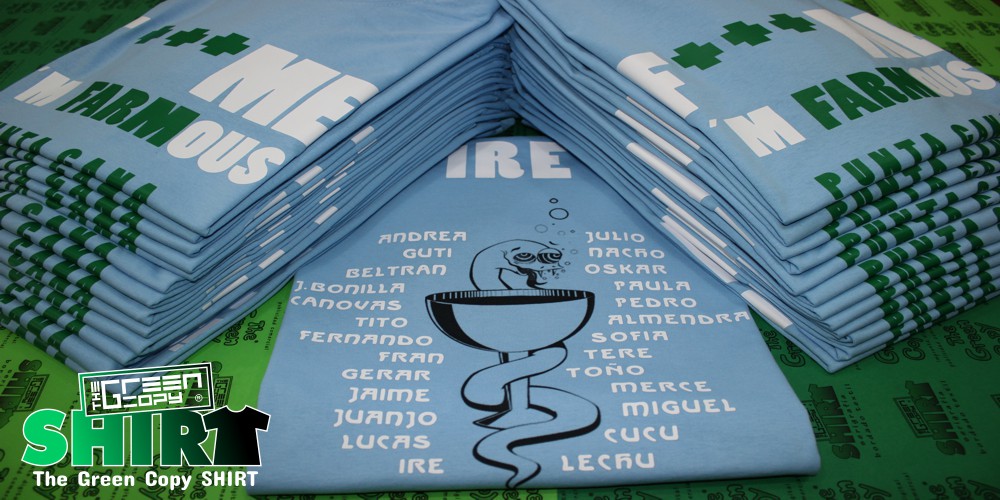 +++ ME
'M FARMOUS
PUNTA CANA
F+++ M
'M FARMOUS
PUNTA CAN
IRE
ANDREA
GUTI
BELTRAN
J.BONILLA
CANOVAS
TITO
FERNANDO
FRAN
GERAR
JAIME
JUANJO
LUCAS
IRE
JULIO
NACHO
OSKAR
PAULA
PEDRO
ALMENDRA
SOFIA
TERE
TOÑO
MERCE
MIGUEL
CUCU
LECHU
THE GREEN
COPY ®
SHIRT
The Green Copy SHIRT